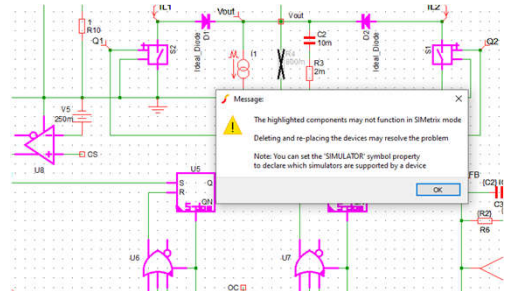 IL1
Vout
Vout
IL2
1
R10
Q1
S2
Ideal_Diode
D1
I1
C2
10m
R3
2m
D2
Ideal_Diode
S1
Q2
V5
250m
CS
U8
Message:
The highlighted components may not function in SIMetrix mode
Deleting and re-placing the devices may resolve the problem
Note: You can set the 'SIMULATOR' symbol property
to declare which simulators are supported by a device
OK
U5
S Q
R
QN
FB
{C2}
C3
{R2}
R6
U6
U7
OC